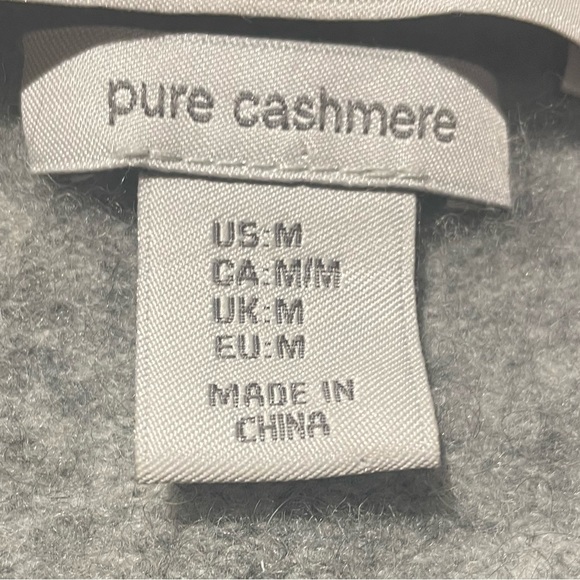 pure cashmere
US:M
CA:M/M
UK:M
EU:M
MADE IN
CHINA